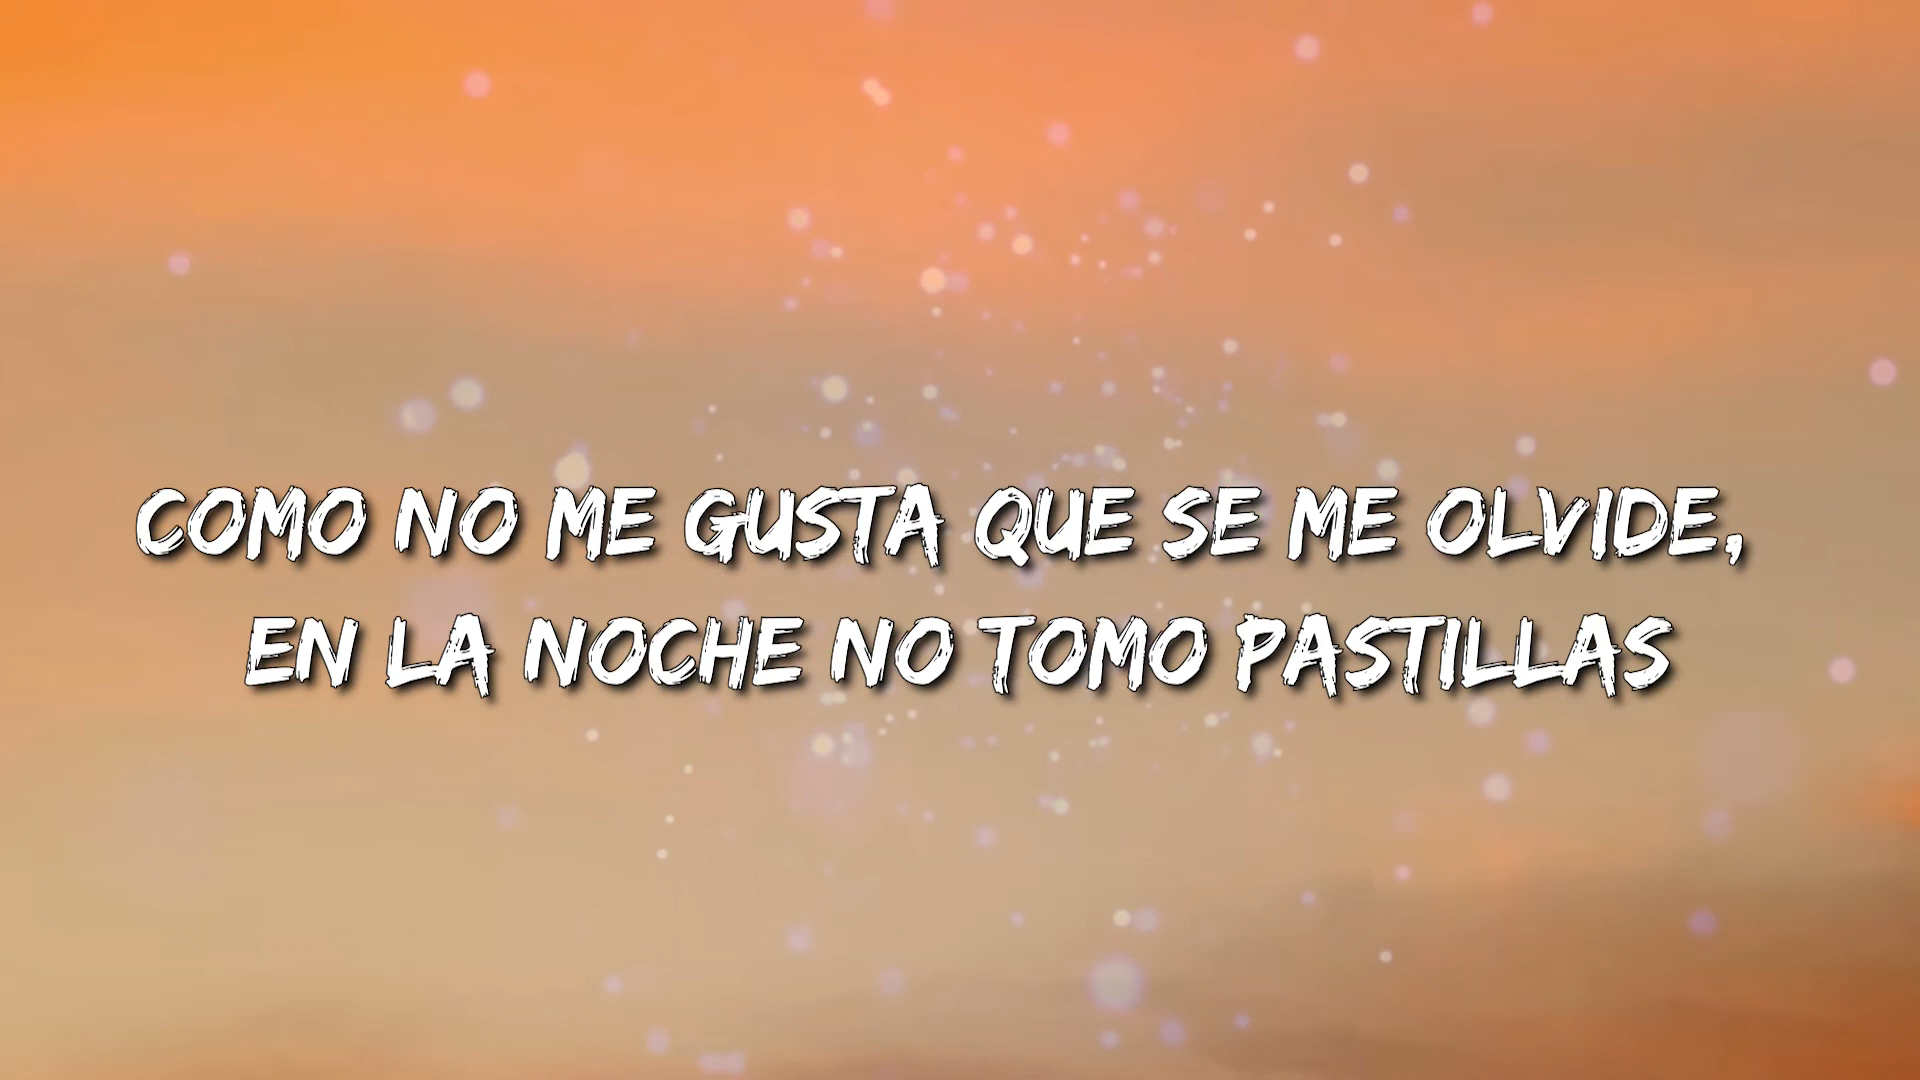 COMO NO ME GUSTA QUE SE ME OLVIDE,
EN LA NOCHE NO TOMO PASTILLAS